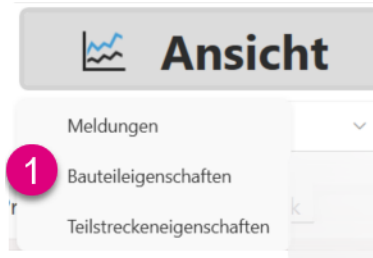 Ansicht
Meldungen
1
Bauteileigenschaften
Teilstreckeneigenschaften